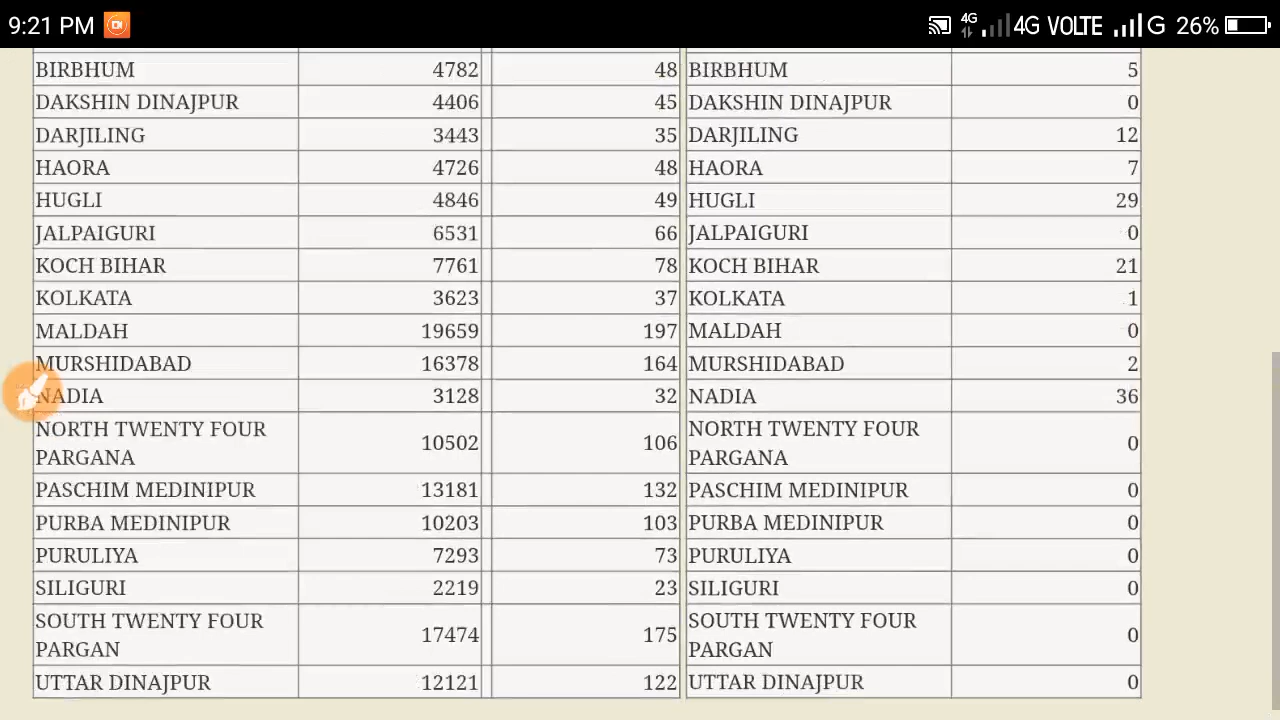 9:21 PM 4G 4G VOLTE G 26%
BIRBHUM 4782 48 BIRBHUM 5
DAKSHIN DINAJPUR 4406 45 DAKSHIN DINAJPUR 0
DARJILING 3443 35 DARJILING 12
HAORA 4726 48 HAORA 7
HUGLI 4846 49 HUGLI 29
JALPAIGURI 6531 66 JALPAIGURI 0
KOCH BIHAR 7761 78 KOCH BIHAR 21
KOLKATA 3623 37 KOLKATA 1
MALDAH 19659 197 MALDAH 0
MURSHIDABAD 16378 164 MURSHIDABAD 2
NADIA 3128 32 NADIA 36
NORTH TWENTY FOUR
PARGANA 10502 106 NORTH TWENTY FOUR
PARGANA 0
PASCHIM MEDINIPUR 13181 132 PASCHIM MEDINIPUR 0
PURBA MEDINIPUR 10203 103 PURBA MEDINIPUR 0
PURULIYA 7293 73 PURULIYA 0
SILIGURI 2219 23 SILIGURI 0
SOUTH TWENTY FOUR
PARGAN 17474 175 SOUTH TWENTY FOUR
PARGAN 0
UTTAR DINAJPUR 12121 122 UTTAR DINAJPUR 0